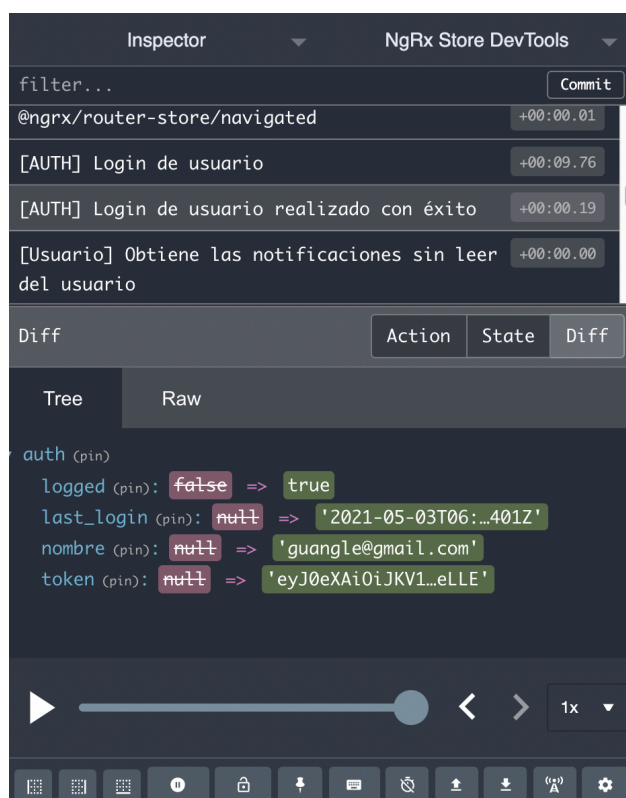 Inspector NgRx Store DevTools
filter... Commit
@ngrx/router-store/navigated +00:00.01
[AUTH] Login de usuario +00:09.76
[AUTH] Login de usuario realizado con éxito +00:00.19
[Usuario] Obtiene las notificaciones sin leer +00:00.00
del usuario
Diff Action State Diff
Tree Raw
auth (pin)
logged (pin): false => true
last_login (pin): null => '2021-05-03T06:…401Z'
nombre (pin): null => 'guangle@gmail.com'
token (pin): null => 'eyJ0eXAiOiJKV1…eLLE'
1x